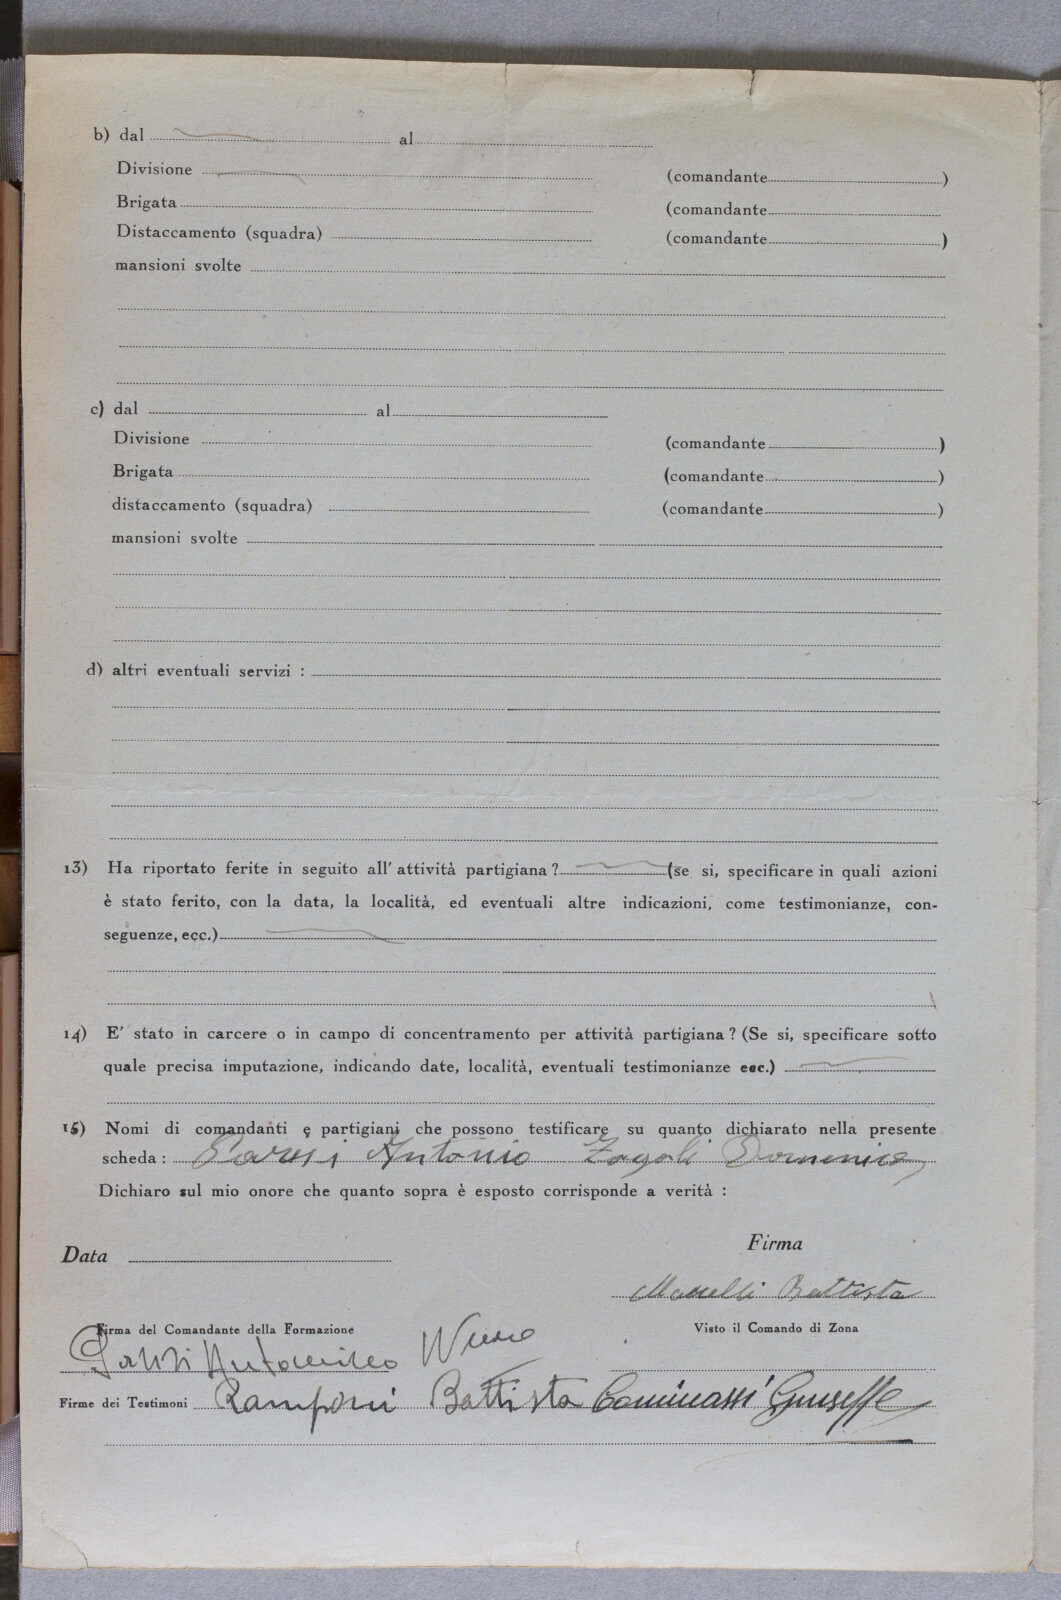 b) dal al
Divisione (comandante )
Brigata (comandante
Distaccamento (squadra) (comandante )
mansioni svolte
c) dal al
Divisione (comandante )
Brigata (comandante )
distaccamento (squadra) (comandante )
mansioni svolte
d) altri eventuali servizi :
13) Ha riportato ferite in seguito all' attività partigiana ? (se si, specificare in quali azioni
è stato ferito, con la data, la località, ed eventuali altre indicazioni, come testimonianze, con-
seguenze, ecc.)
14) E' stato in carcere o in campo di concentramento per attività partigiana ? (Se si, specificare sotto
quale precisa imputazione, indicando date, località, eventuali testimonianze ecc.)
15) Nomi di comandanti e partigiani che possono testificare su quanto dichiarato nella presente
scheda : Antonio Zagoli Domenico
Dichiaro sul mio onore che quanto sopra è esposto corrisponde a verità :
Firma
Data
Battista
Firma del Comandante della Formazione Visto il Comando di Zona
Firme dei Testimoni Ramponi Battista Cominassi Giuseppe